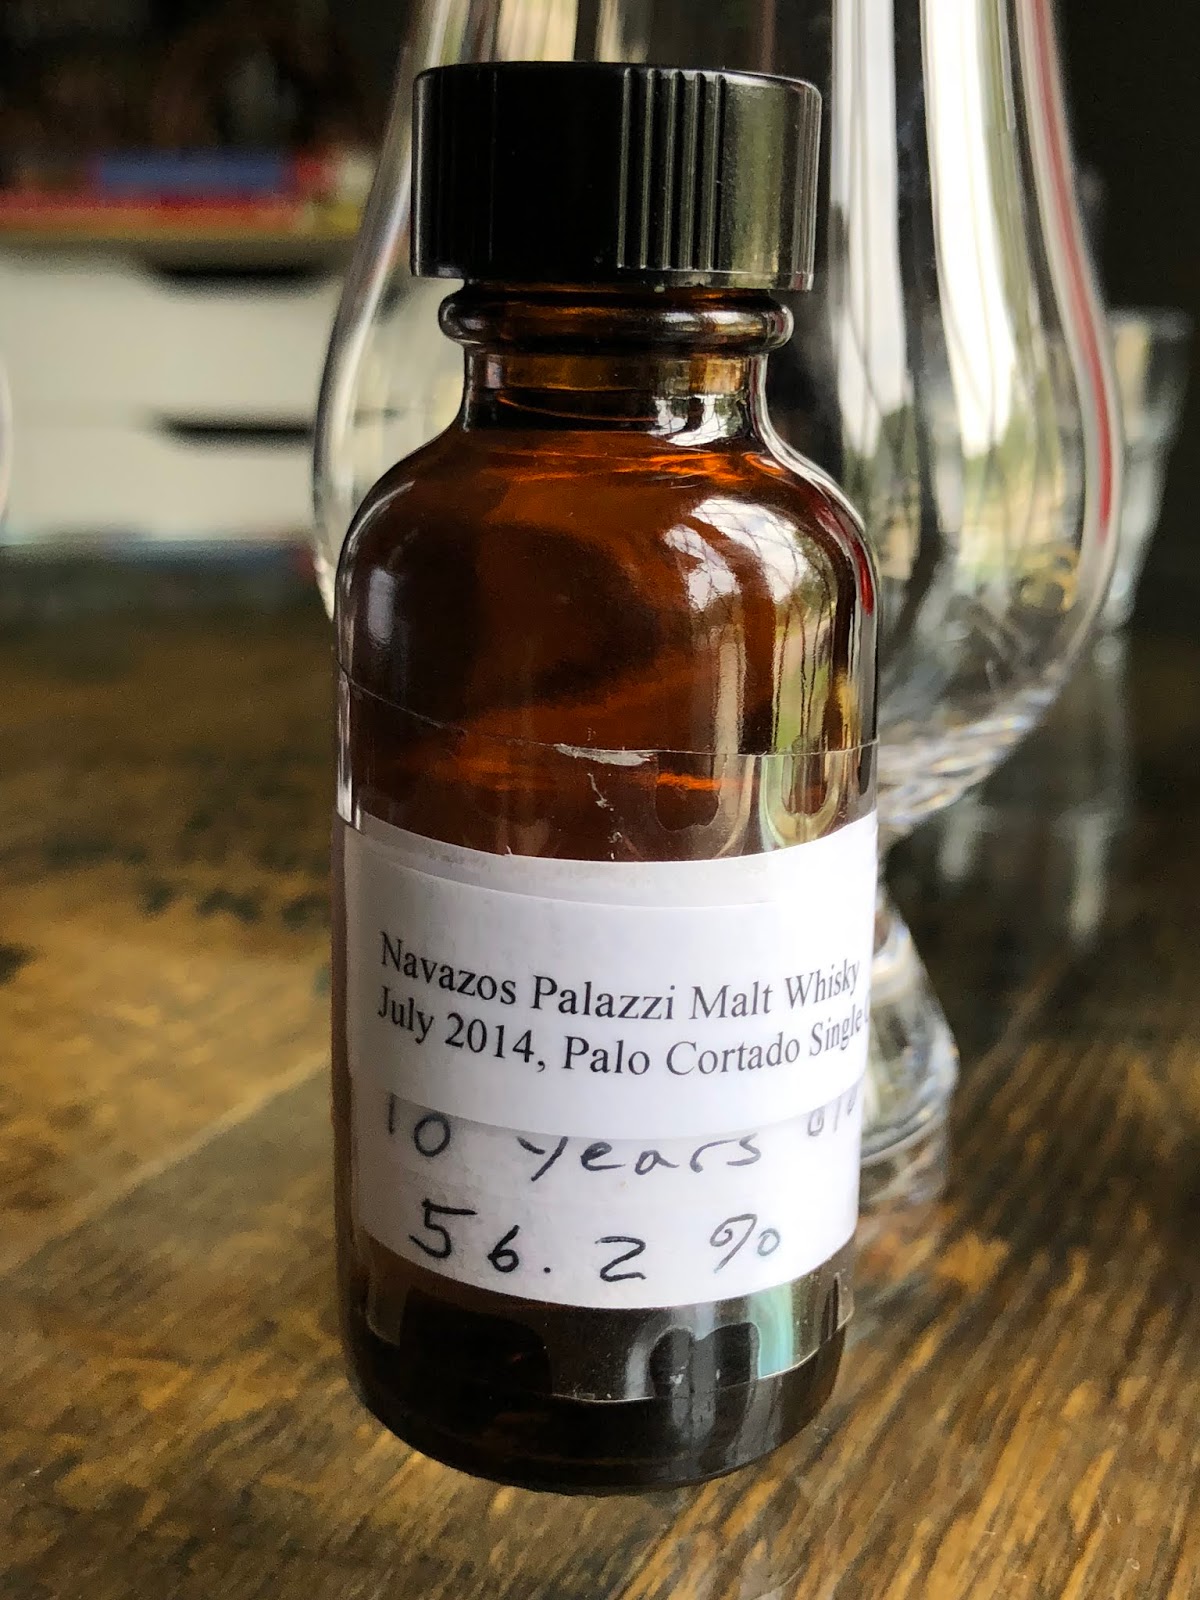 Navazos Palazzi Malt Whisky
July 2014, Palo Cortado Single
10 years
56.2 %